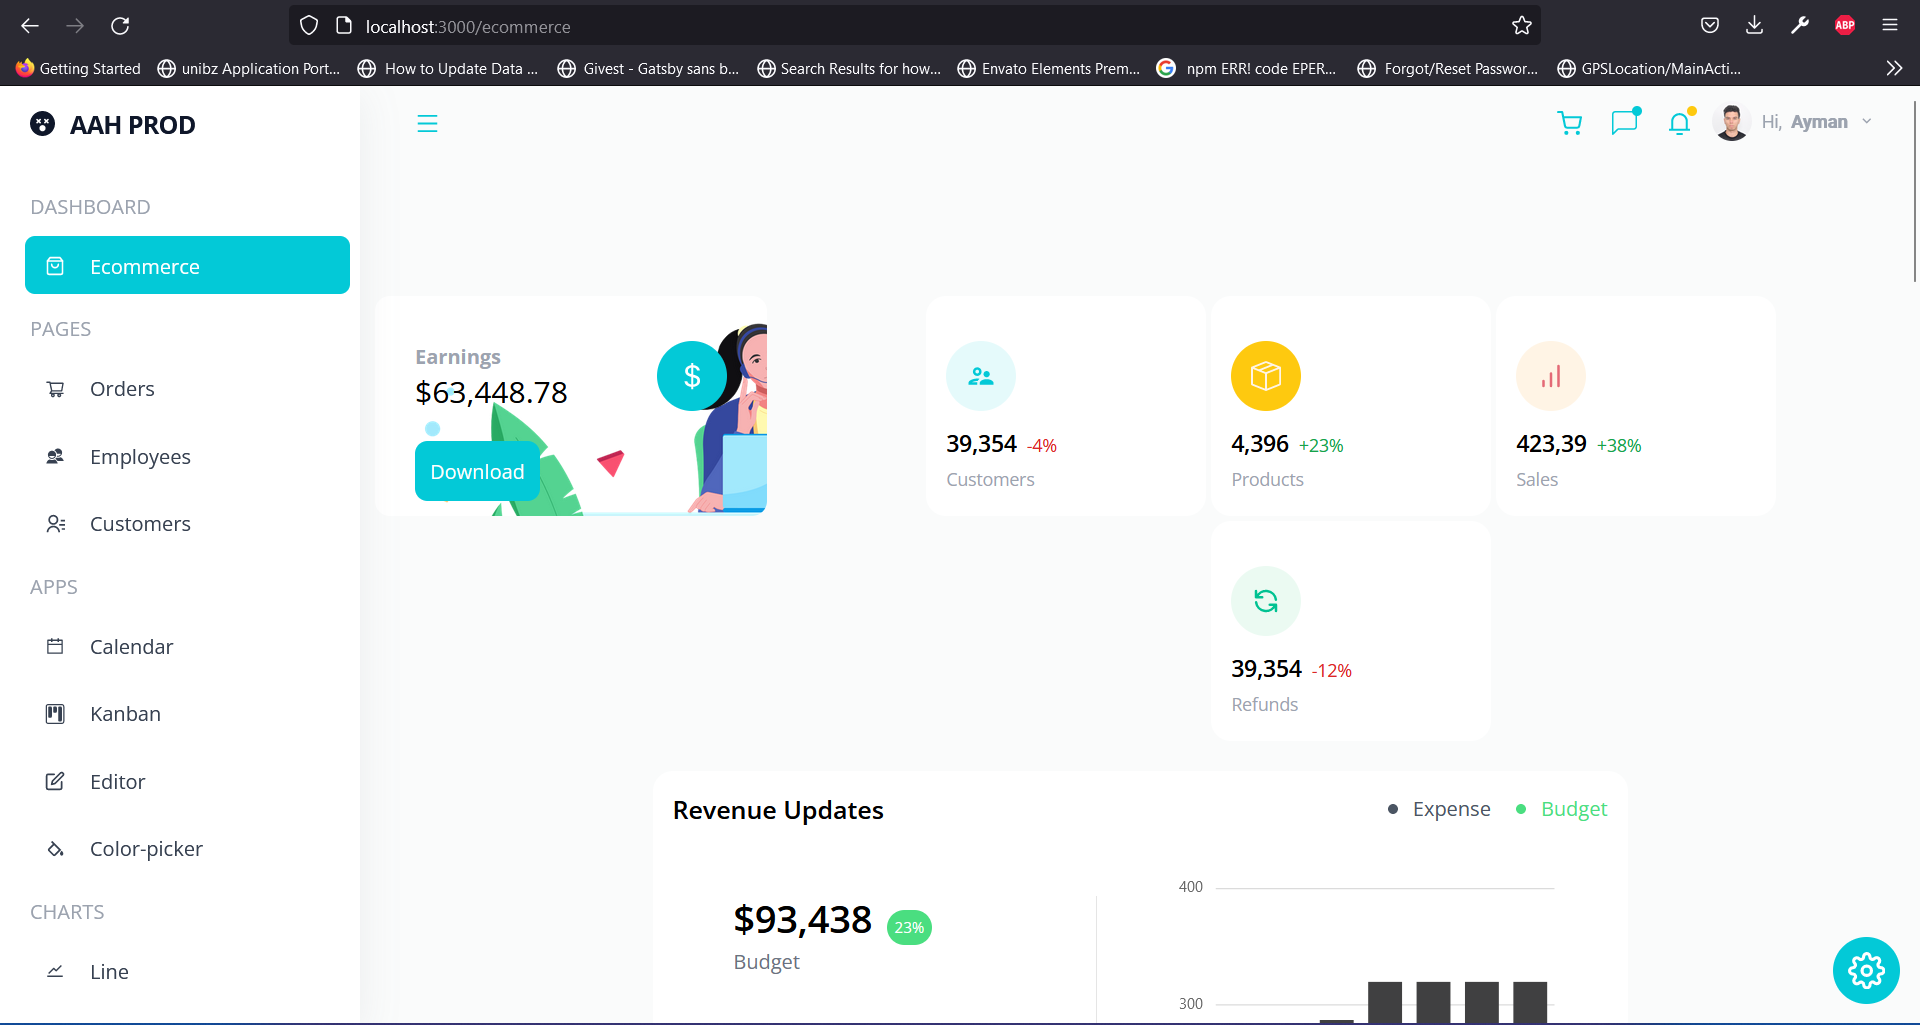 localhost:3000/ecommerce
ABP
Getting Started
unibz Application Port...
How to Update Data ...
Givest - Gatsby sans b...
Search Results for how...
Envato Elements Prem...
npm ERR! code EPER...
Forgot/Reset Passwor...
GPSLocation/MainActi...
AAH PROD
Hi, Ayman
DASHBOARD
Ecommerce
PAGES
Orders
Employees
Customers
APPS
Calendar
Kanban
Editor
Color-picker
CHARTS
Line
Earnings
$63,448.78
$
Download
39,354 -4%
Customers
4,396 +23%
Products
423,39 +38%
Sales
39,354 -12%
Refunds
Revenue Updates
Expense
Budget
$93,438 23%
Budget
400
300